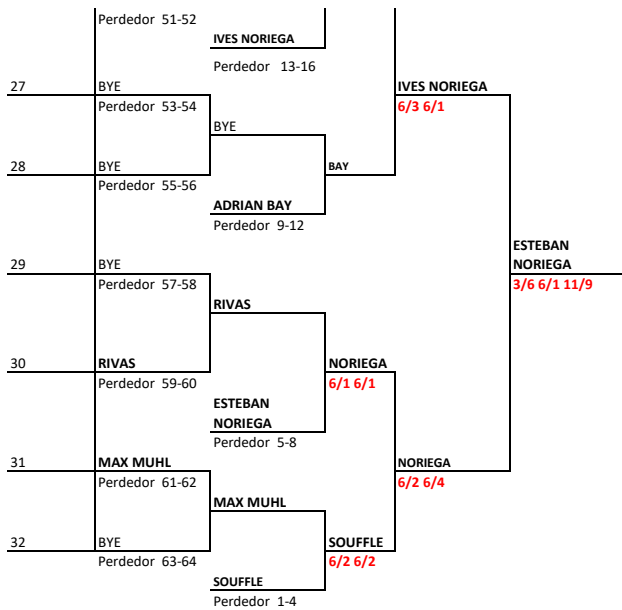 Perdedor 51-52
IVES NORIEGA
Perdedor 13-16
27 BYE IVES NORIEGA
Perdedor 53-54 6/3 6/1
BYE
28 BYE BAY
Perdedor 55-56
ADRIAN BAY
Perdedor 9-12
ESTEBAN
29 BYE NORIEGA
Perdedor 57-58 3/6 6/1 11/9
RIVAS
30 RIVAS NORIEGA
Perdedor 59-60 6/1 6/1
ESTEBAN
NORIEGA
Perdedor 5-8
31 MAX MUHL NORIEGA
Perdedor 61-62 6/2 6/4
MAX MUHL
32 BYE SOUFFLE
Perdedor 63-64 6/2 6/2
SOUFFLE
Perdedor 1-4